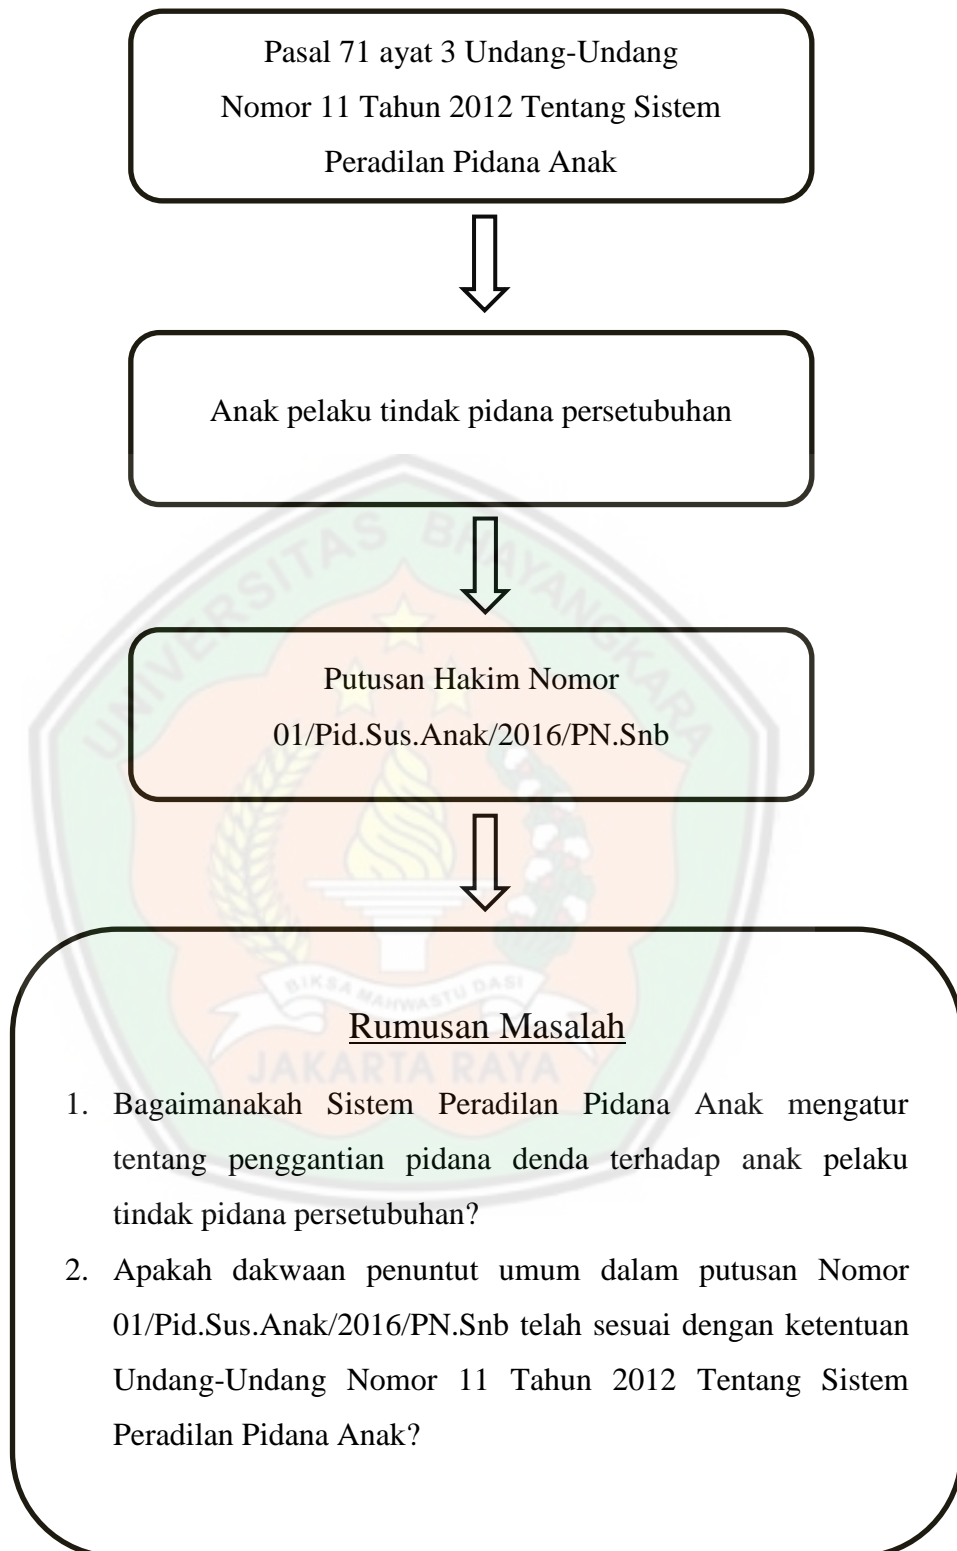 Pasal 71 ayat 3 Undang-Undang
Nomor 11 Tahun 2012 Tentang Sistem
Peradilan Pidana Anak
Anak pelaku tindak pidana persetubuhan
UNIVERSITAS BHAYANGKARA
Putusan Hakim Nomor
01/Pid.Sus.Anak/2016/PN.Snb
BIKSA MAHWASTU DASI
Rumusan Masalah
JAKARTA RAYA
1. Bagaimanakah Sistem Peradilan Pidana Anak mengatur
tentang penggantian pidana denda terhadap anak pelaku
tindak pidana persetubuhan?
2. Apakah dakwaan penuntut umum dalam putusan Nomor
01/Pid.Sus.Anak/2016/PN.Snb telah sesuai dengan ketentuan
Undang-Undang Nomor 11 Tahun 2012 Tentang Sistem
Peradilan Pidana Anak?